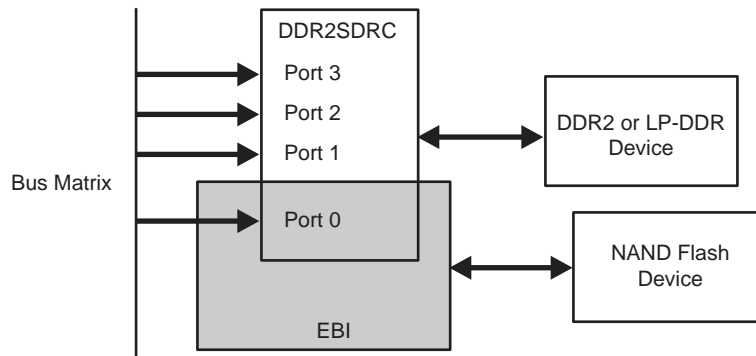 DDR2SDRC
Port 3
Port 2
Port 1
Bus Matrix
Port 0
EBI
DDR2 or LP-DDR
Device
NAND Flash
Device